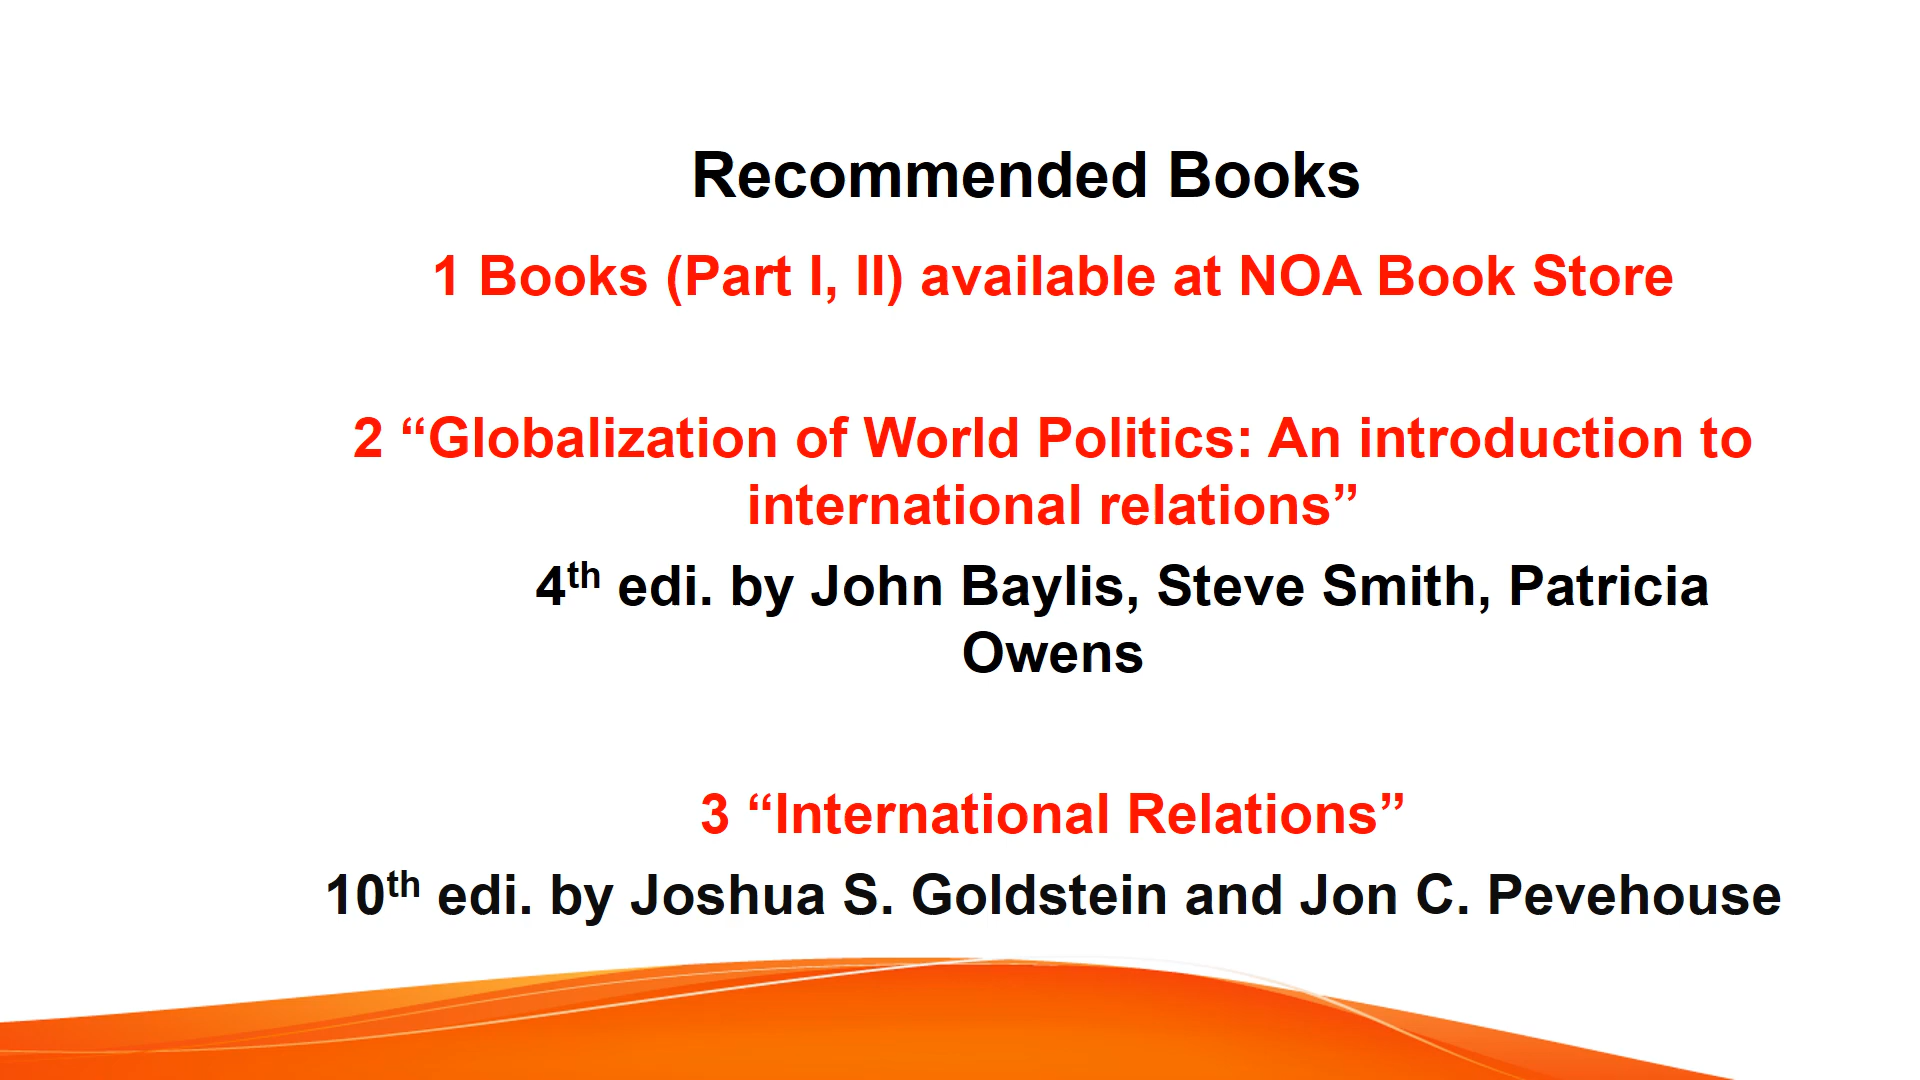 Recommended Books
1 Books (Part I, II) available at NOA Book Store
2 “Globalization of World Politics: An introduction to
international relations”
4th edi. by John Baylis, Steve Smith, Patricia
Owens
3 “International Relations”
10th edi. by Joshua S. Goldstein and Jon C. Pevehouse